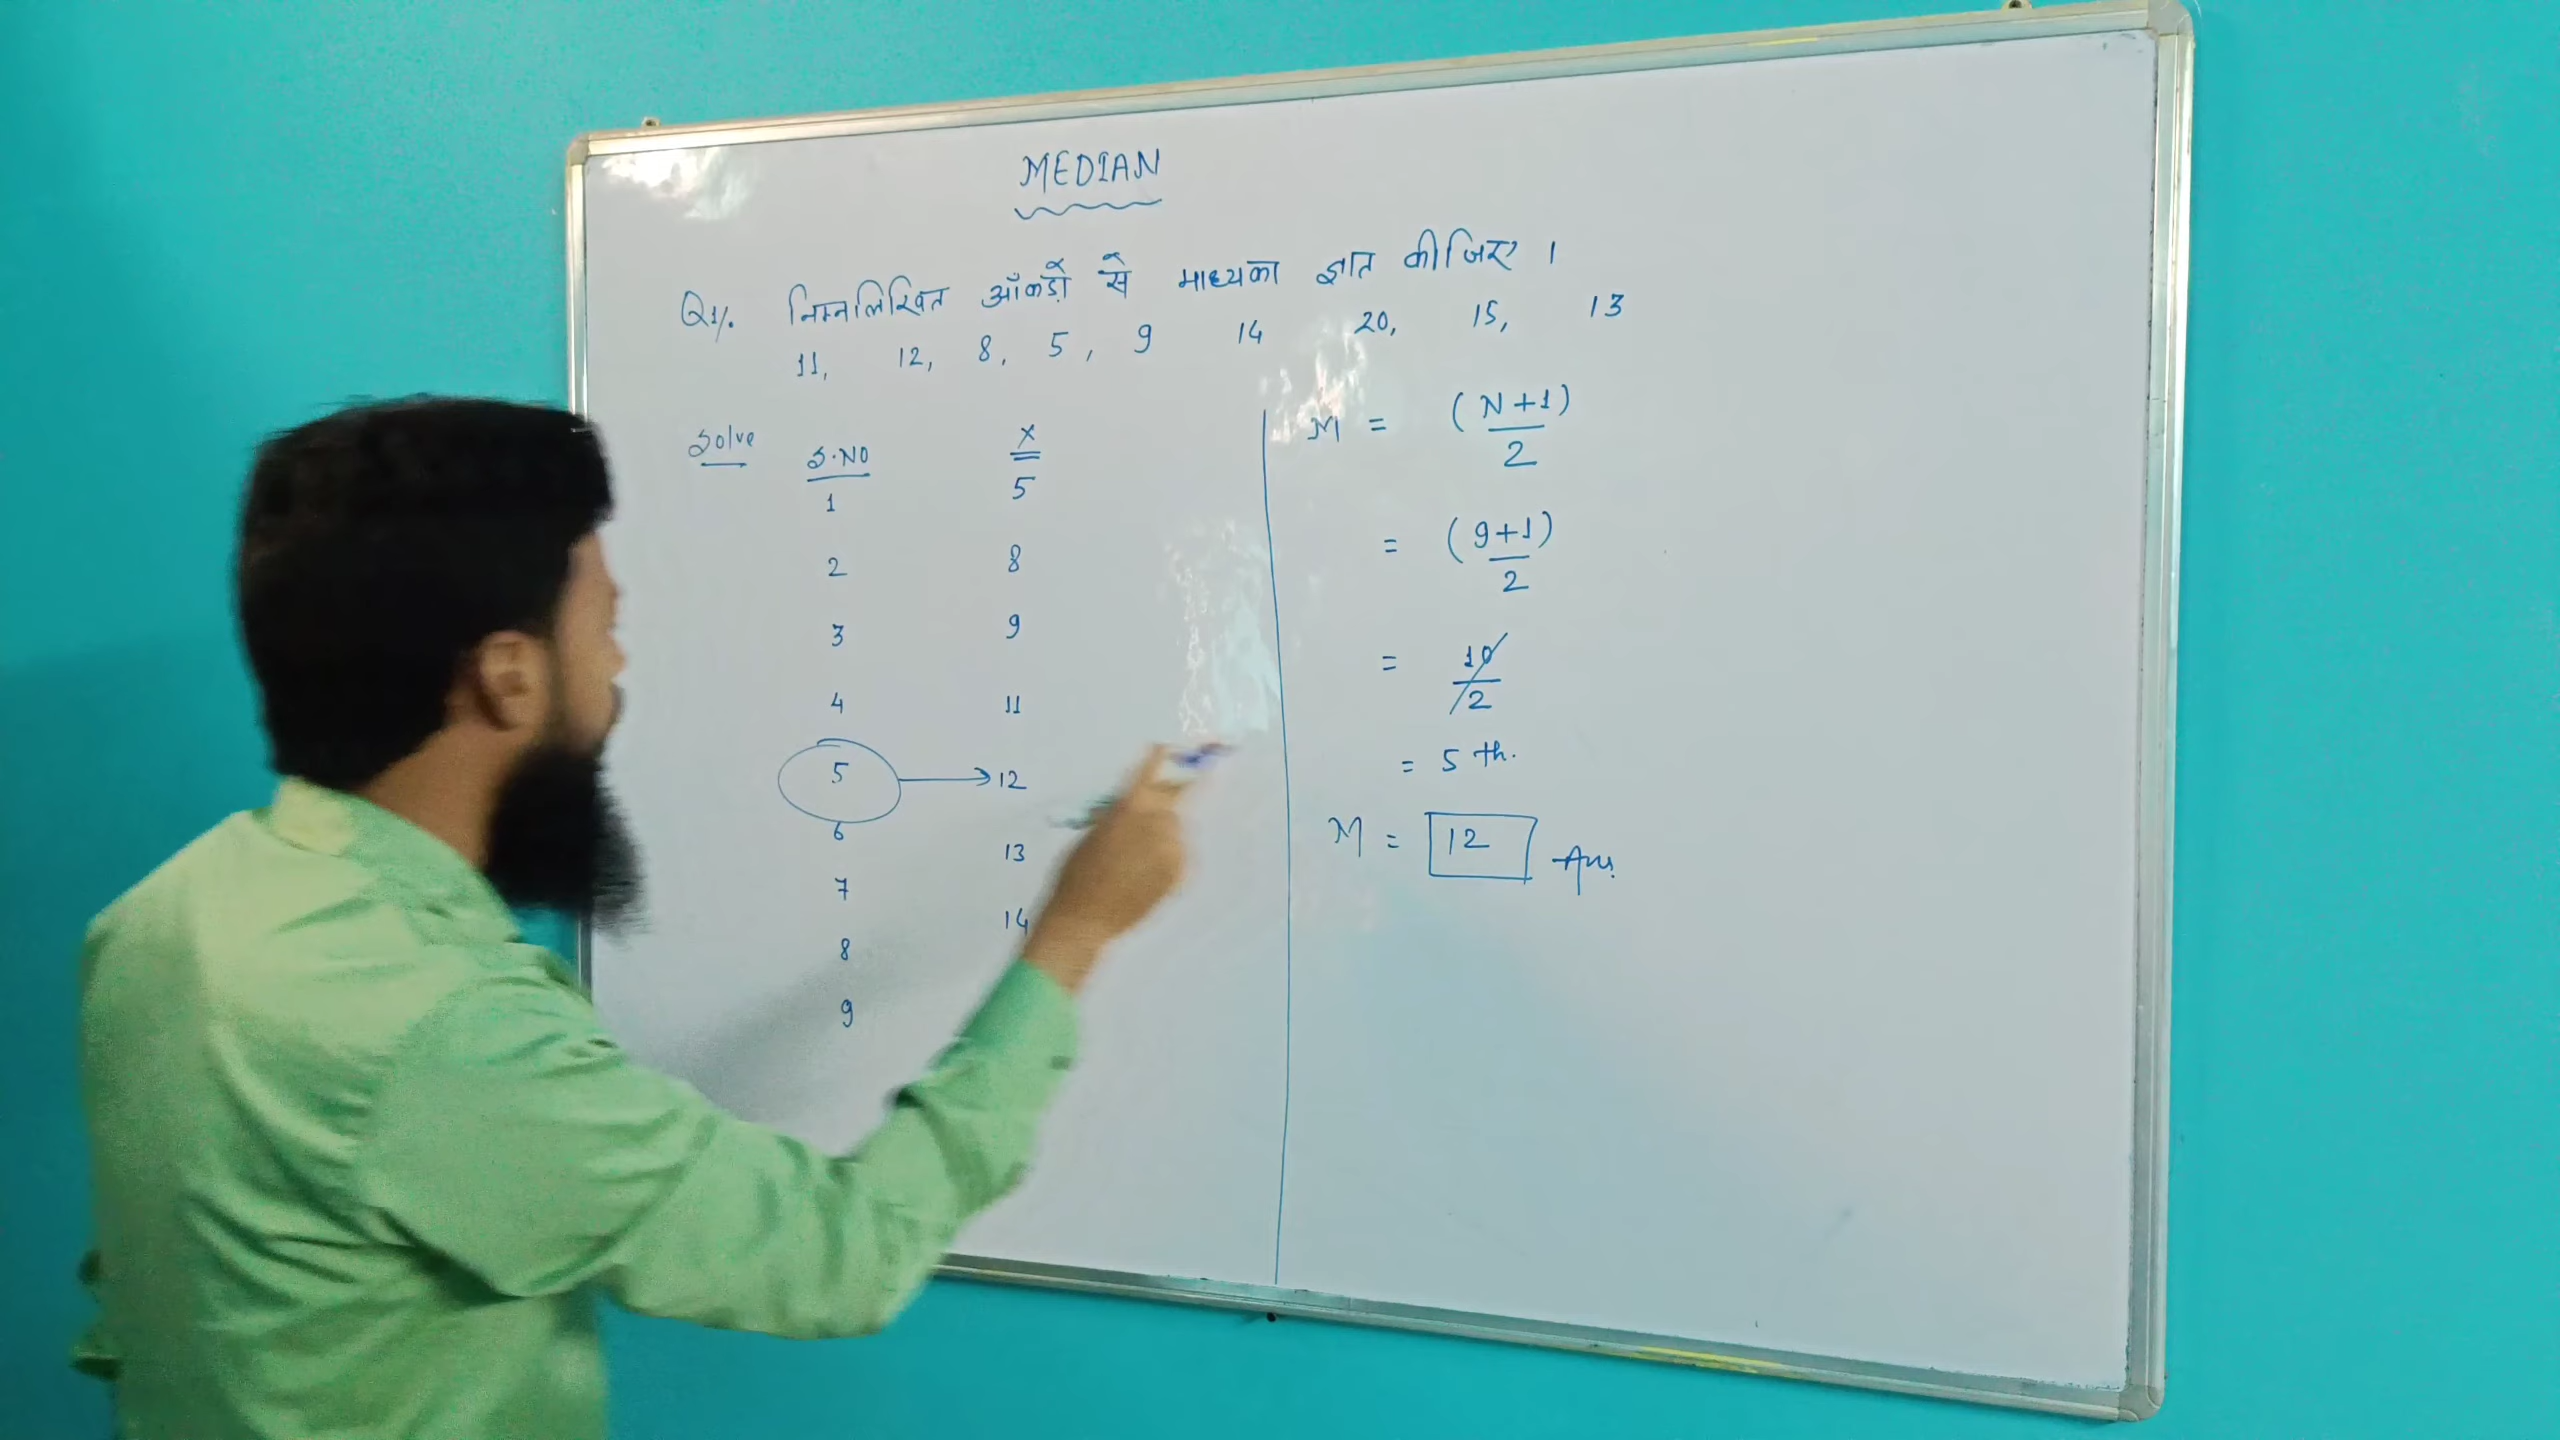 MEDIAN
Q1/. निम्नलिखित आँकड़ों से माध्यका ज्ञात कीजिए ।
11, 12, 8, 5, 9 14 20, 15, 13
Solve
S.NO X
1 5
2 8
3 9
4 11
5 → 12
6 13
7 14
8
9
M = (N+1)
2
= (9+1)
2
= 10
/2
= 5 th.
M = 12 Ans.